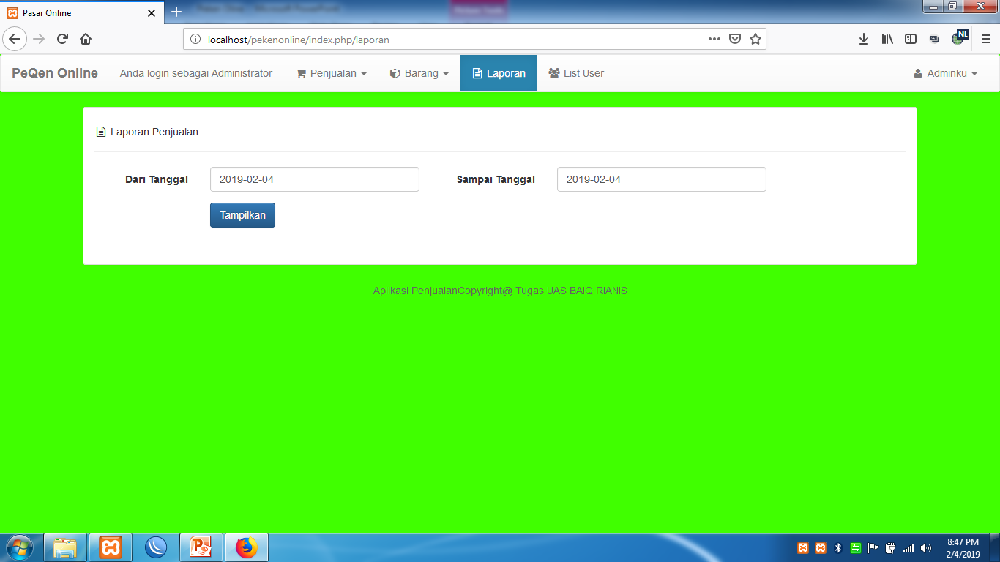 Pasar Online
localhost/pekenonline/index.php/laporan
NL
PeQen Online Anda login sebagai Administrator Penjualan Barang Laporan List User Adminku
Laporan Penjualan
Dari Tanggal 2019-02-04 Sampai Tanggal 2019-02-04
Tampilkan
Aplikasi PenjualanCopyright@ Tugas UAS BAIQ RIANIS
8:47 PM
2/4/2019